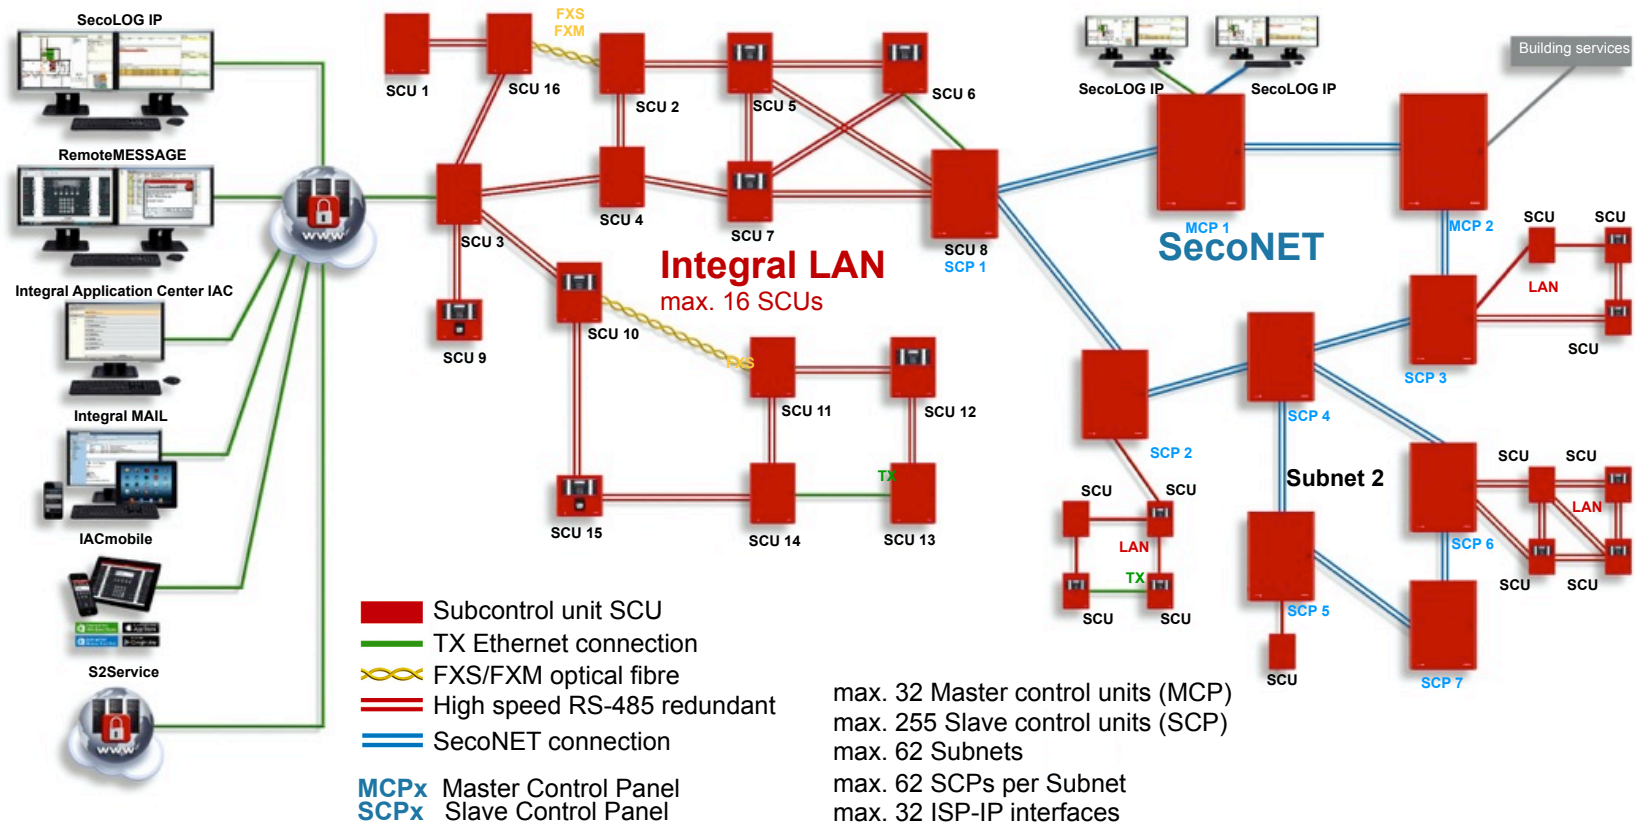 SecoLOG IP
RemoteMESSAGE
www.
Integral Application Center IAC
Integral MAIL
IACmobile
S2Service
www.
FXS
FXM
SCU 1
SCU 16
SCU 2
SCU 5
SCU 6
SCU 3
SCU 4
SCU 7
SCU 8
SCP 1
Integral LAN
max. 16 SCUs
SCU 9
SCU 10
FXS
SCU 11
SCU 12
TX
SCU 15
SCU 14
SCU 13
SecoLOG IP
SecoLOG IP
Building services
MCP 1
MCP 2
SecoNET
SCU
SCU
LAN
SCU
SCP 3
SCP 4
SCP 2
Subnet 2
SCU
SCU
LAN
TX
SCU
SCU
SCU
SCU
LAN
SCP 6
SCU
SCU
SCP 5
SCU
SCP 7
Subcontrol unit SCU
TX Ethernet connection
FXS/FXM optical fibre
High speed RS-485 redundant
SecoNET connection
MCPx Master Control Panel
SCPx Slave Control Panel
max. 32 Master control units (MCP)
max. 255 Slave control units (SCP)
max. 62 Subnets
max. 62 SCPs per Subnet
max. 32 ISP-IP interfaces